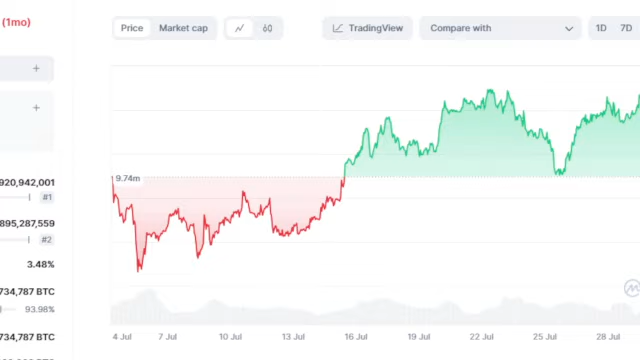 (1mo)
Price Market cap TradingView Compare with 1D 7D
+
+
9.74m
920,942,001
#1
895,287,559
#2
3.48%
734,787 BTC
93.98%
734,787 BTC
4 Jul 7 Jul 10 Jul 13 Jul 16 Jul 19 Jul 22 Jul 25 Jul 28 Jul